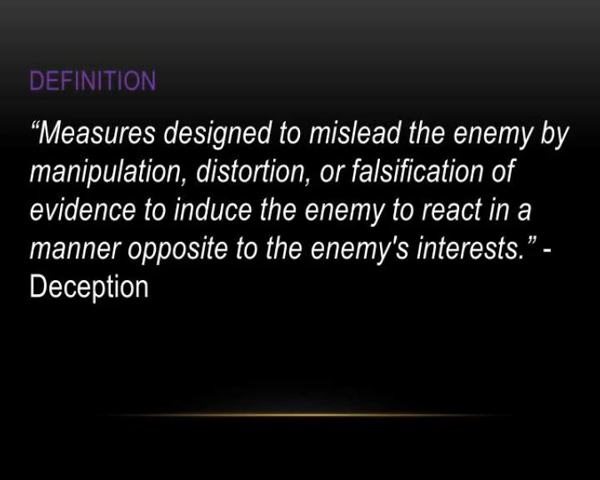 DEFINITION
“Measures designed to mislead the enemy by
manipulation, distortion, or falsification of
evidence to induce the enemy to react in a
manner opposite to the enemy's interests.” -
Deception